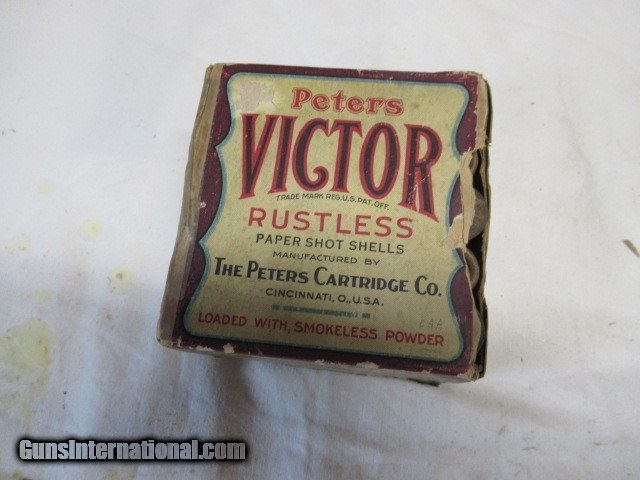 Peters
VICTOR
TRADE MARK REG.U.S.PAT.OFF.
RUSTLESS
PAPER SHOT SHELLS
MANUFACTURED BY
THE PETERS CARTRIDGE CO.
CINCINNATI, O., U.S.A.
LOADED WITH SMOKELESS POWDER
GunsInternational.com